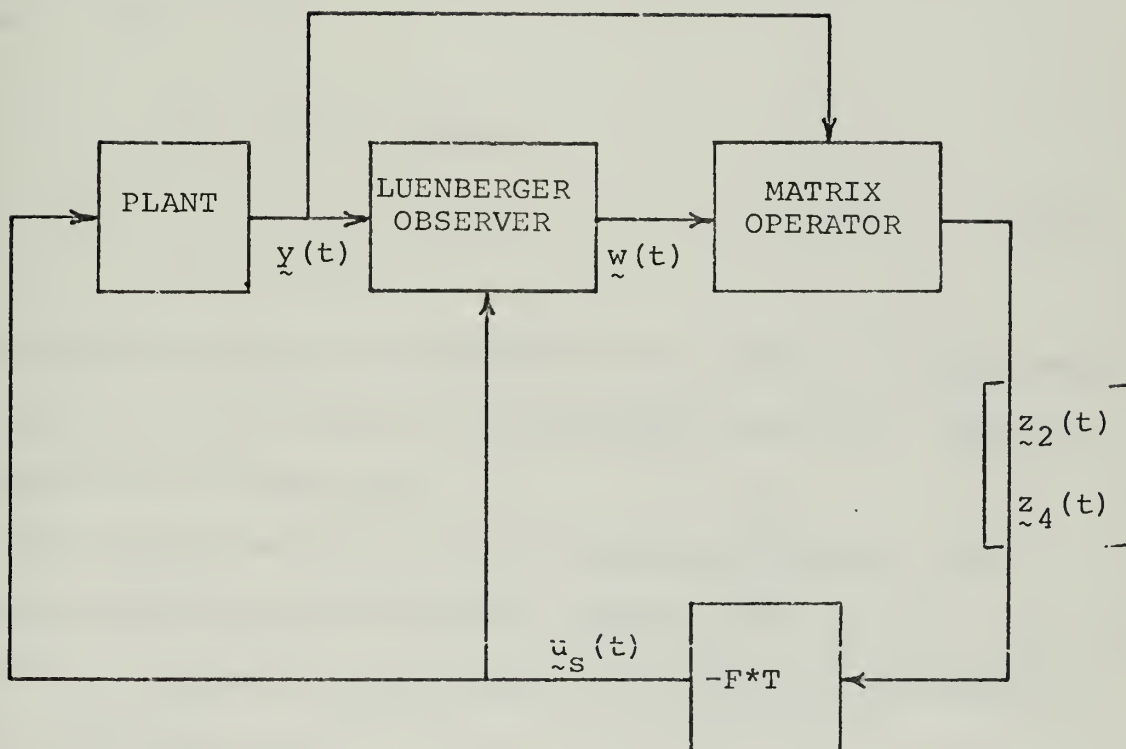 PLANT
LUENBERGER
OBSERVER
MATRIX
OPERATOR
y(t)
w(t)
z2(t)
z4(t)
us(t)
-F*T